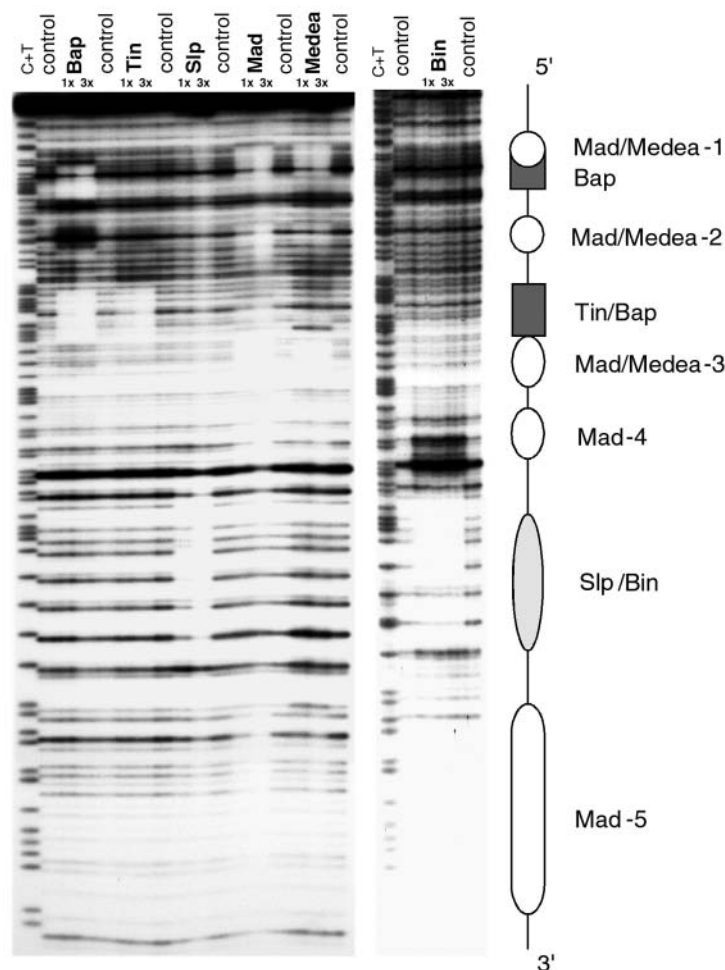 C+T control Bap control Tin control Slp control Mad control Medea control
1x 3x 1x 3x 1x 3x 1x 3x 1x 3x
C+T control Bin control
1x 3x
5'
Mad/Medea-1
Bap
Mad/Medea-2
Tin/Bap
Mad/Medea-3
Mad-4
Slp/Bin
Mad-5
3'